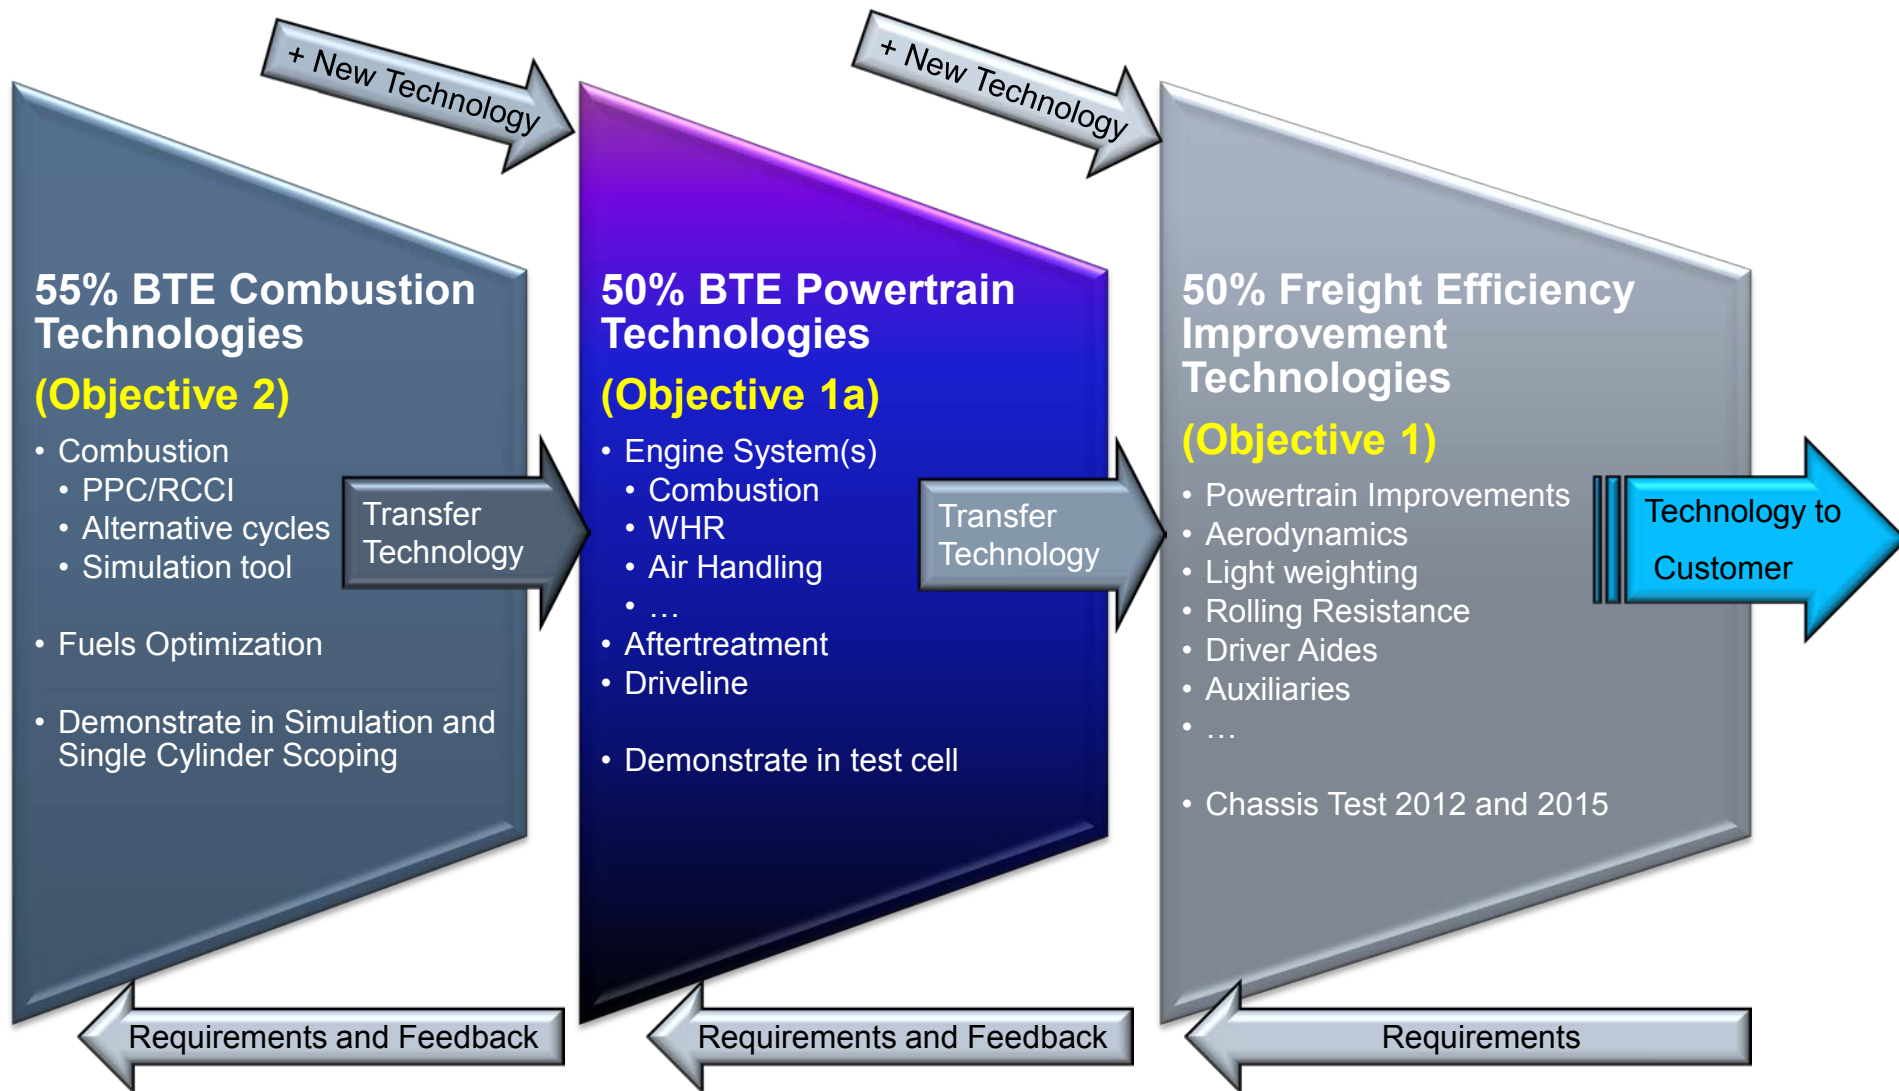 + New Technology
+ New Technology
55% BTE Combustion
Technologies
(Objective 2)
• Combustion
• PPC/RCCI
• Alternative cycles
• Simulation tool
• Fuels Optimization
• Demonstrate in Simulation and
Single Cylinder Scoping
Transfer
Technology
50% BTE Powertrain
Technologies
(Objective 1a)
• Engine System(s)
• Combustion
• WHR
• Air Handling
• …
• Aftertreatment
• Driveline
• Demonstrate in test cell
Transfer
Technology
50% Freight Efficiency
Improvement
Technologies
(Objective 1)
• Powertrain Improvements
• Aerodynamics
• Light weighting
• Rolling Resistance
• Driver Aides
• Auxiliaries
• …
• Chassis Test 2012 and 2015
Technology to
Customer
Requirements and Feedback
Requirements and Feedback
Requirements